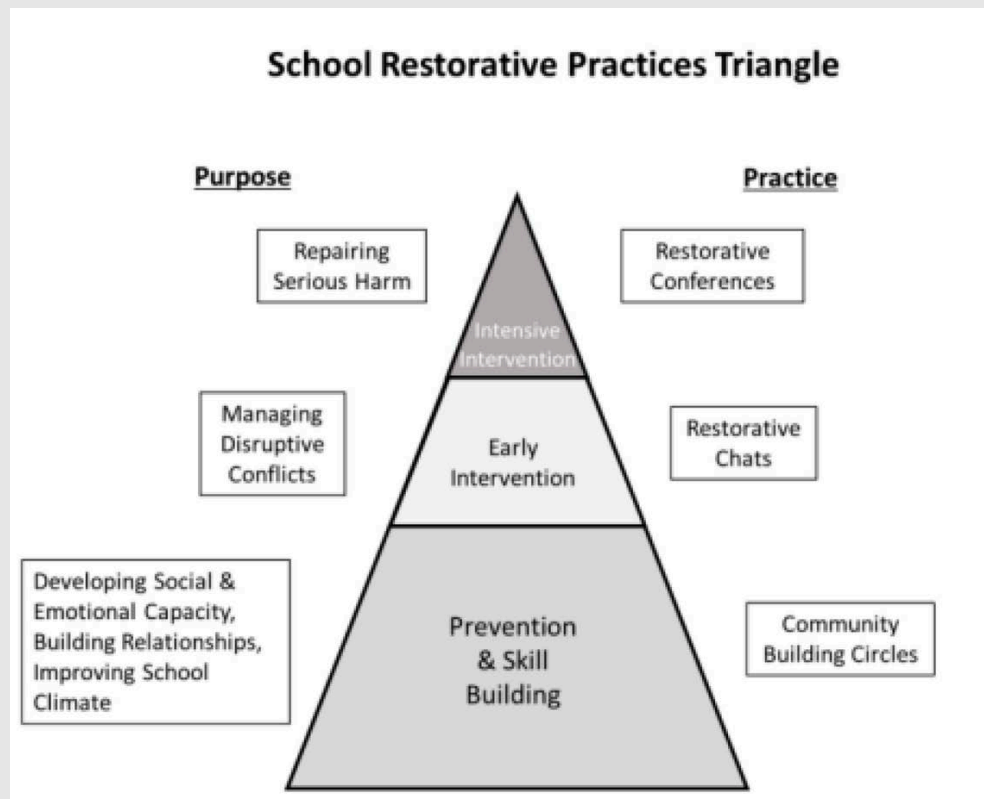 School Restorative Practices Triangle
Purpose
Practice
Repairing
Serious Harm
Intensive
Intervention
Restorative
Conferences
Managing
Disruptive
Conflicts
Early
Intervention
Restorative
Chats
Developing Social &
Emotional Capacity,
Building Relationships,
Improving School
Climate
Prevention
& Skill
Building
Community
Building Circles